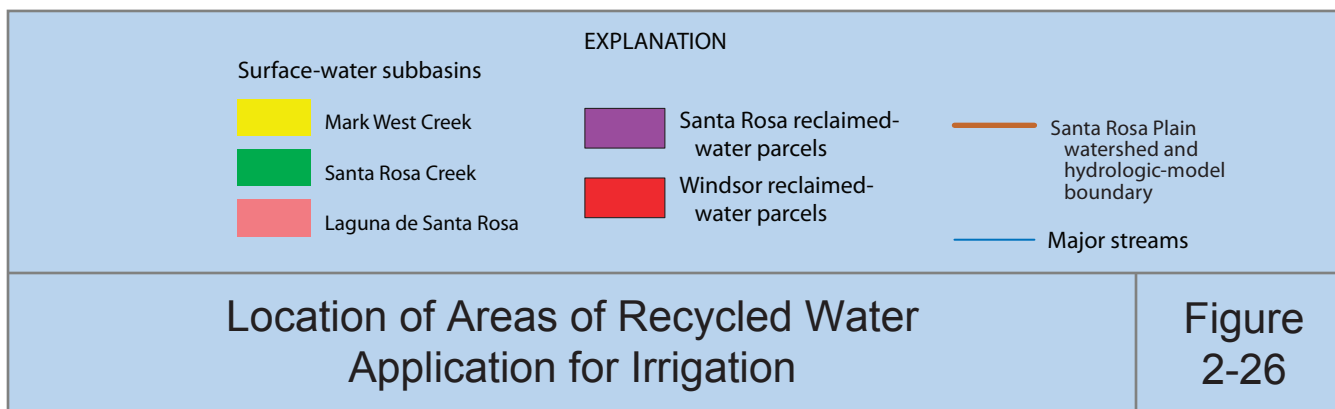 EXPLANATION
Surface-water subbasins
Mark West Creek
Santa Rosa Creek
Laguna de Santa Rosa
Santa Rosa reclaimed-
water parcels
Windsor reclaimed-
water parcels
Santa Rosa Plain
watershed and
hydrologic-model
boundary
Major streams
Location of Areas of Recycled Water
Application for Irrigation
Figure
2-26